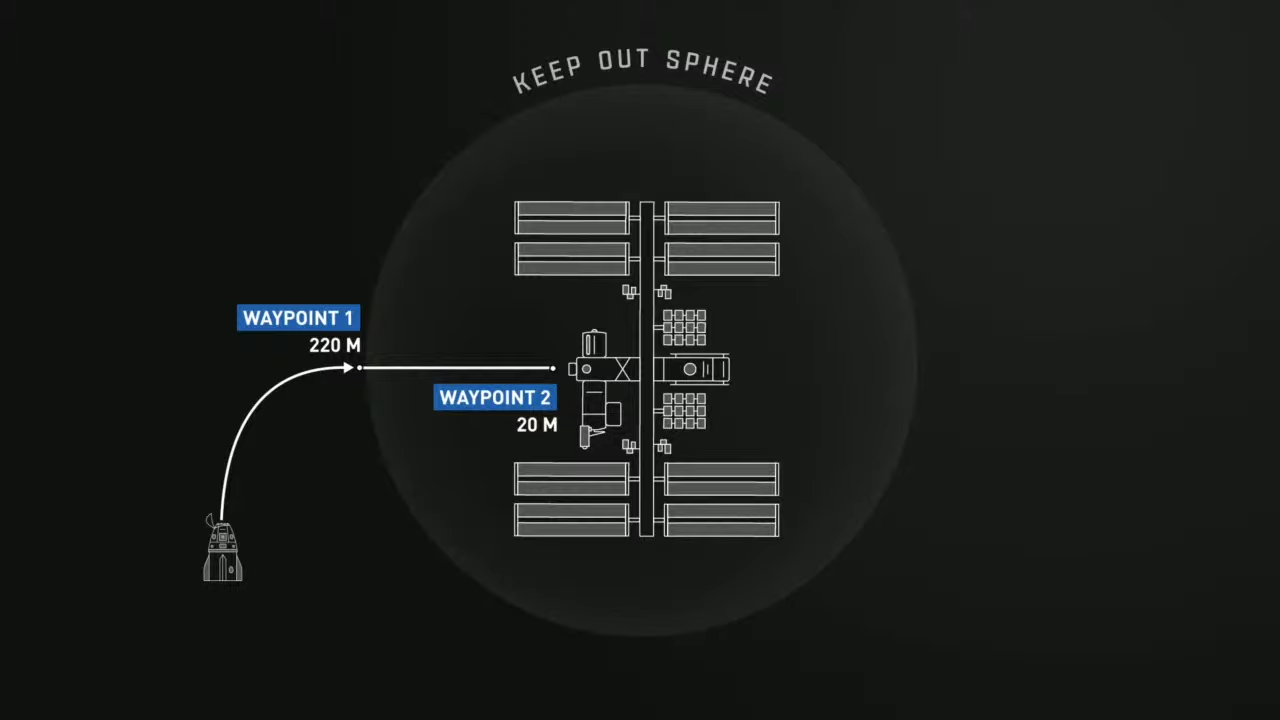 KEEP OUT SPHERE
WAYPOINT 1
220 M
WAYPOINT 2
20 M